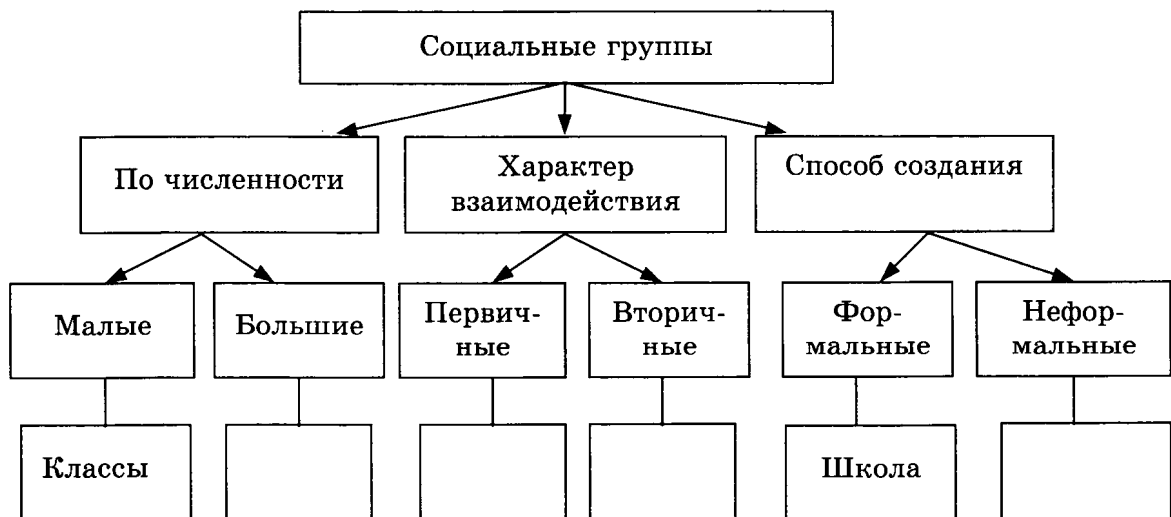 Социальные группы
По численности
Характер
взаимодействия
Способ создания
Малые
Большие
Первич-
ные
Вторич-
ные
Фор-
мальные
Нефор-
мальные
Классы
Школа